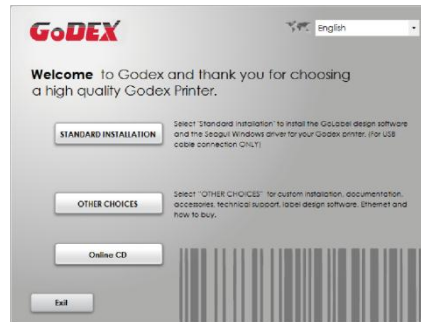 GoDEX
English
Welcome to Godex and thank you for choosing
a high quality Godex Printer.
STANDARD INSTALLATION
Select "Standard installation" to install the GoLabel design software
and the Seagull Windows driver for your Godex printer. (For USB
cable connection ONLY)
OTHER CHOICES
Select "OTHER CHOICES" for custom installation, documentation,
accessories, technical support, label design software, Ethernet and
how to buy.
Online CD
Exit